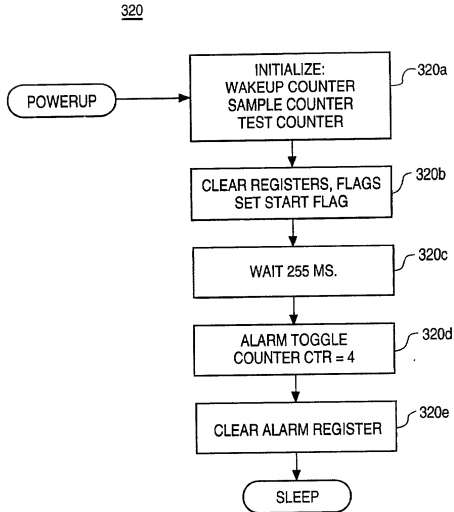 320
POWERUP
INITIALIZE:
WAKEUP COUNTER
SAMPLE COUNTER
TEST COUNTER
320a
CLEAR REGISTERS, FLAGS
SET START FLAG
320b
WAIT 255 MS.
320c
ALARM TOGGLE
COUNTER CTR = 4
320d
CLEAR ALARM REGISTER
320e
SLEEP